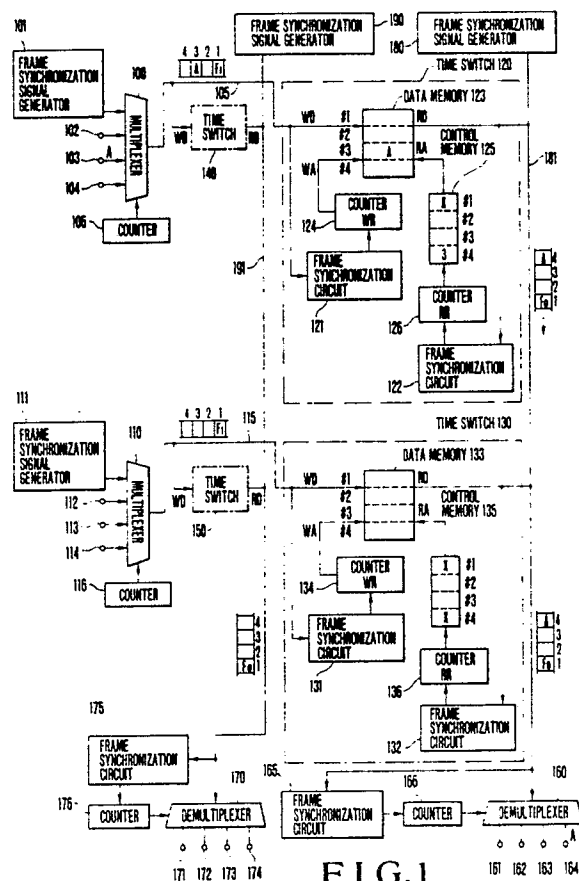 101
FRAME
SYNCHRONIZATION
SIGNAL
GENERATOR
190
FRAME SYNCHRONIZATION
SIGNAL GENERATOR
180
FRAME SYNCHRONIZATION
SIGNAL GENERATOR
4 3 2 1
A F1
105
TIME SWITCH 120
DATA MEMORY 123
MULTIPLEXER
102
103
A
104
106
COUNTER
WD
TIME
SWITCH
RD
140
191
WD
#1
#2
#3
#4
A
RD
RA
WA
CONTROL
MEMORY 125
X
3
#1
#2
#3
#4
181
124
COUNTER
WR
FRAME
SYNCHRONIZATION
CIRCUIT
121
COUNTER
RR
126
FRAME
SYNCHRONIZATION
CIRCUIT
122
A 4
3
2
F0 1
111
FRAME
SYNCHRONIZATION
SIGNAL
GENERATOR
110
MULTIPLEXER
112
113
114
116
COUNTER
4 3 2 1
F1
115
WD
TIME
SWITCH
RD
150
TIME SWITCH 130
DATA MEMORY 133
WD
#1
#2
#3
#4
RD
RA
WA
CONTROL
MEMORY 135
X
X
#1
#2
#3
#4
134
COUNTER
WR
FRAME
SYNCHRONIZATION
CIRCUIT
131
COUNTER
RR
136
FRAME
SYNCHRONIZATION
CIRCUIT
132
4
3
2
F0 1
A 4
3
2
F0 1
175
FRAME
SYNCHRONIZATION
CIRCUIT
176
COUNTER
170
DEMULTIPLEXER
171 172 173 174
165
FRAME
SYNCHRONIZATION
CIRCUIT
166
COUNTER
160
DEMULTIPLEXER
A
161 162 163 164
FIG.1